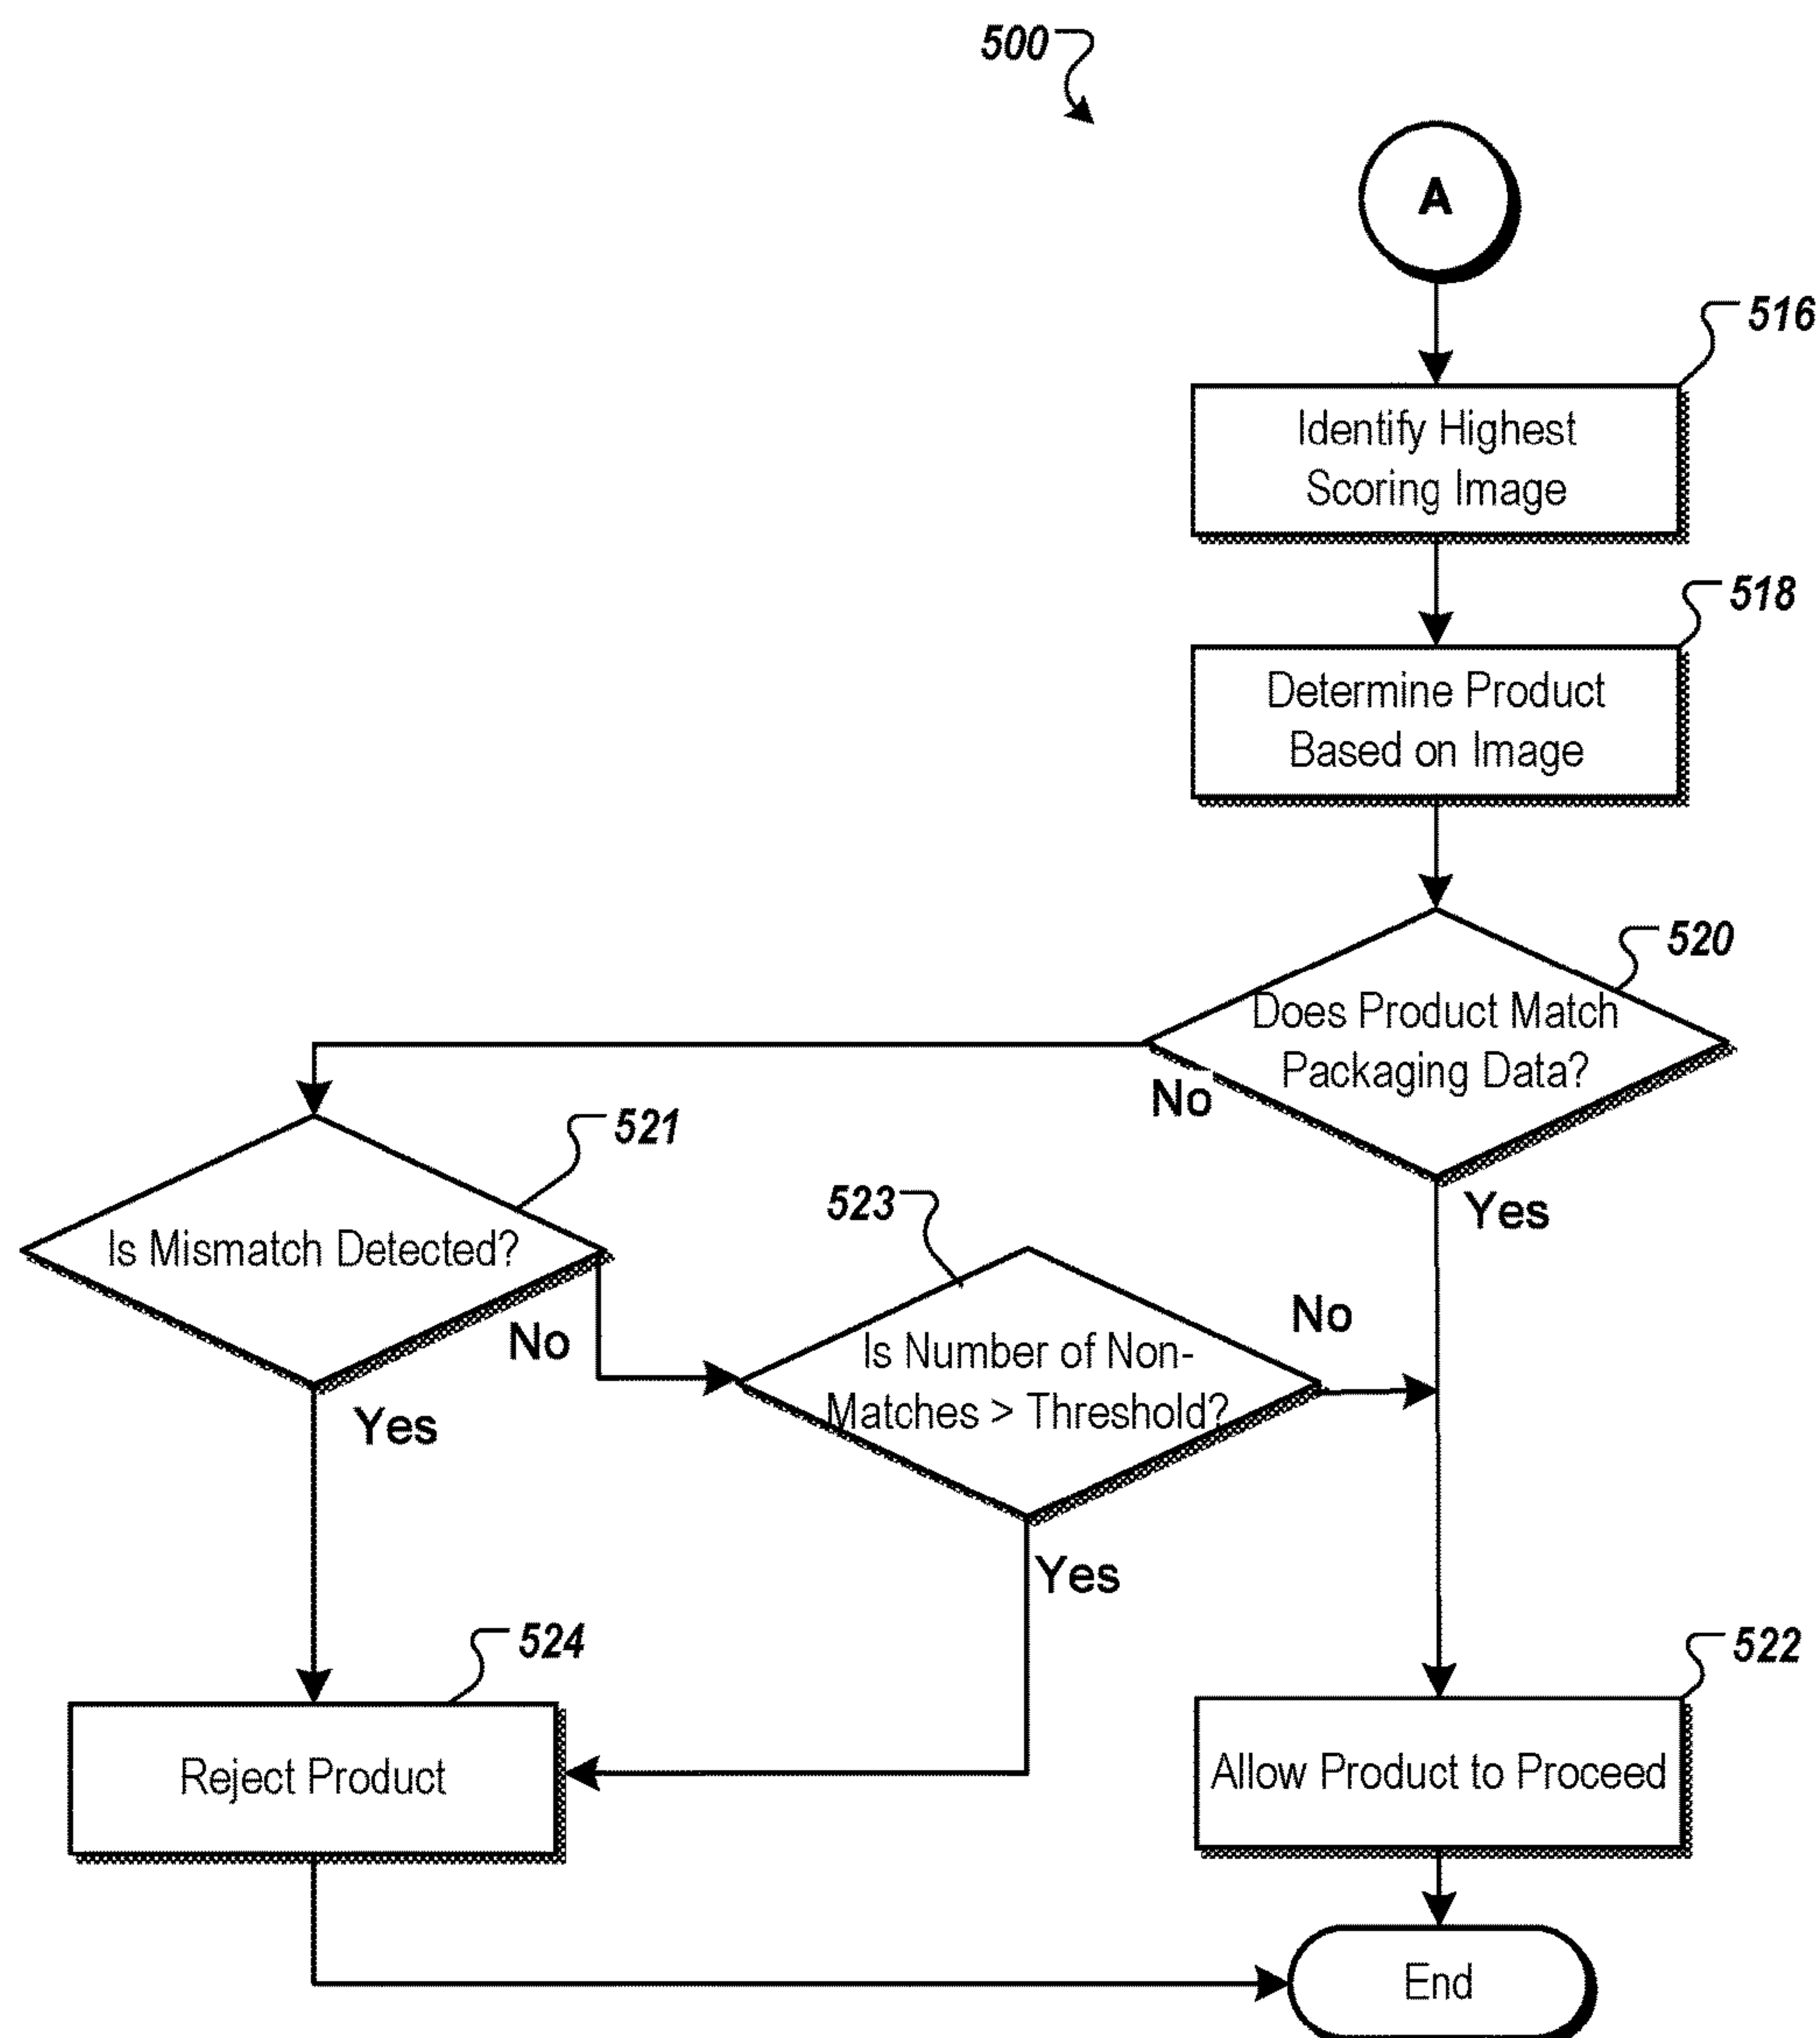 500
A
516
Identify Highest
Scoring Image
518
Determine Product
Based on Image
520
Does Product Match
Packaging Data?
No
Yes
521
Is Mismatch Detected?
No
Yes
523
Is Number of Non-
Matches > Threshold?
No
Yes
524
Reject Product
522
Allow Product to Proceed
End